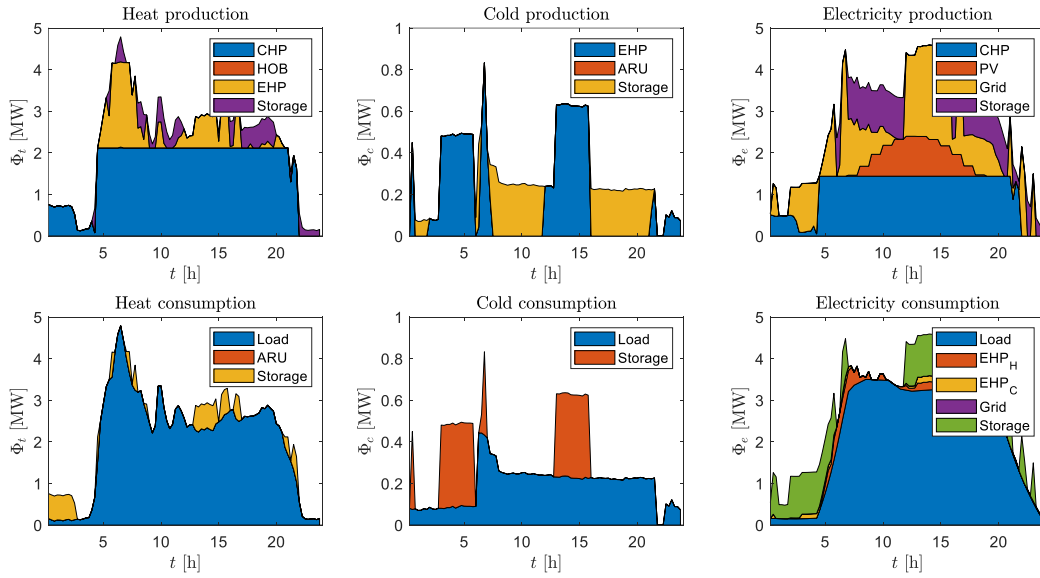 Heat production
Φt [MW]
5
4
3
2
1
0
CHP
HOB
EHP
Storage
5 10 15 20
t [h]
Cold production
Φc [MW]
1
0.8
0.6
0.4
0.2
0
EHP
ARU
Storage
5 10 15 20
t [h]
Electricity production
Φe [MW]
5
4
3
2
1
0
CHP
PV
Grid
Storage
5 10 15 20
t [h]
Heat consumption
Φt [MW]
5
4
3
2
1
0
Load
ARU
Storage
5 10 15 20
t [h]
Cold consumption
Φc [MW]
1
0.8
0.6
0.4
0.2
0
Load
Storage
5 10 15 20
t [h]
Electricity consumption
Φe [MW]
5
4
3
2
1
0
Load
EHPH
EHPC
Grid
Storage
5 10 15 20
t [h]